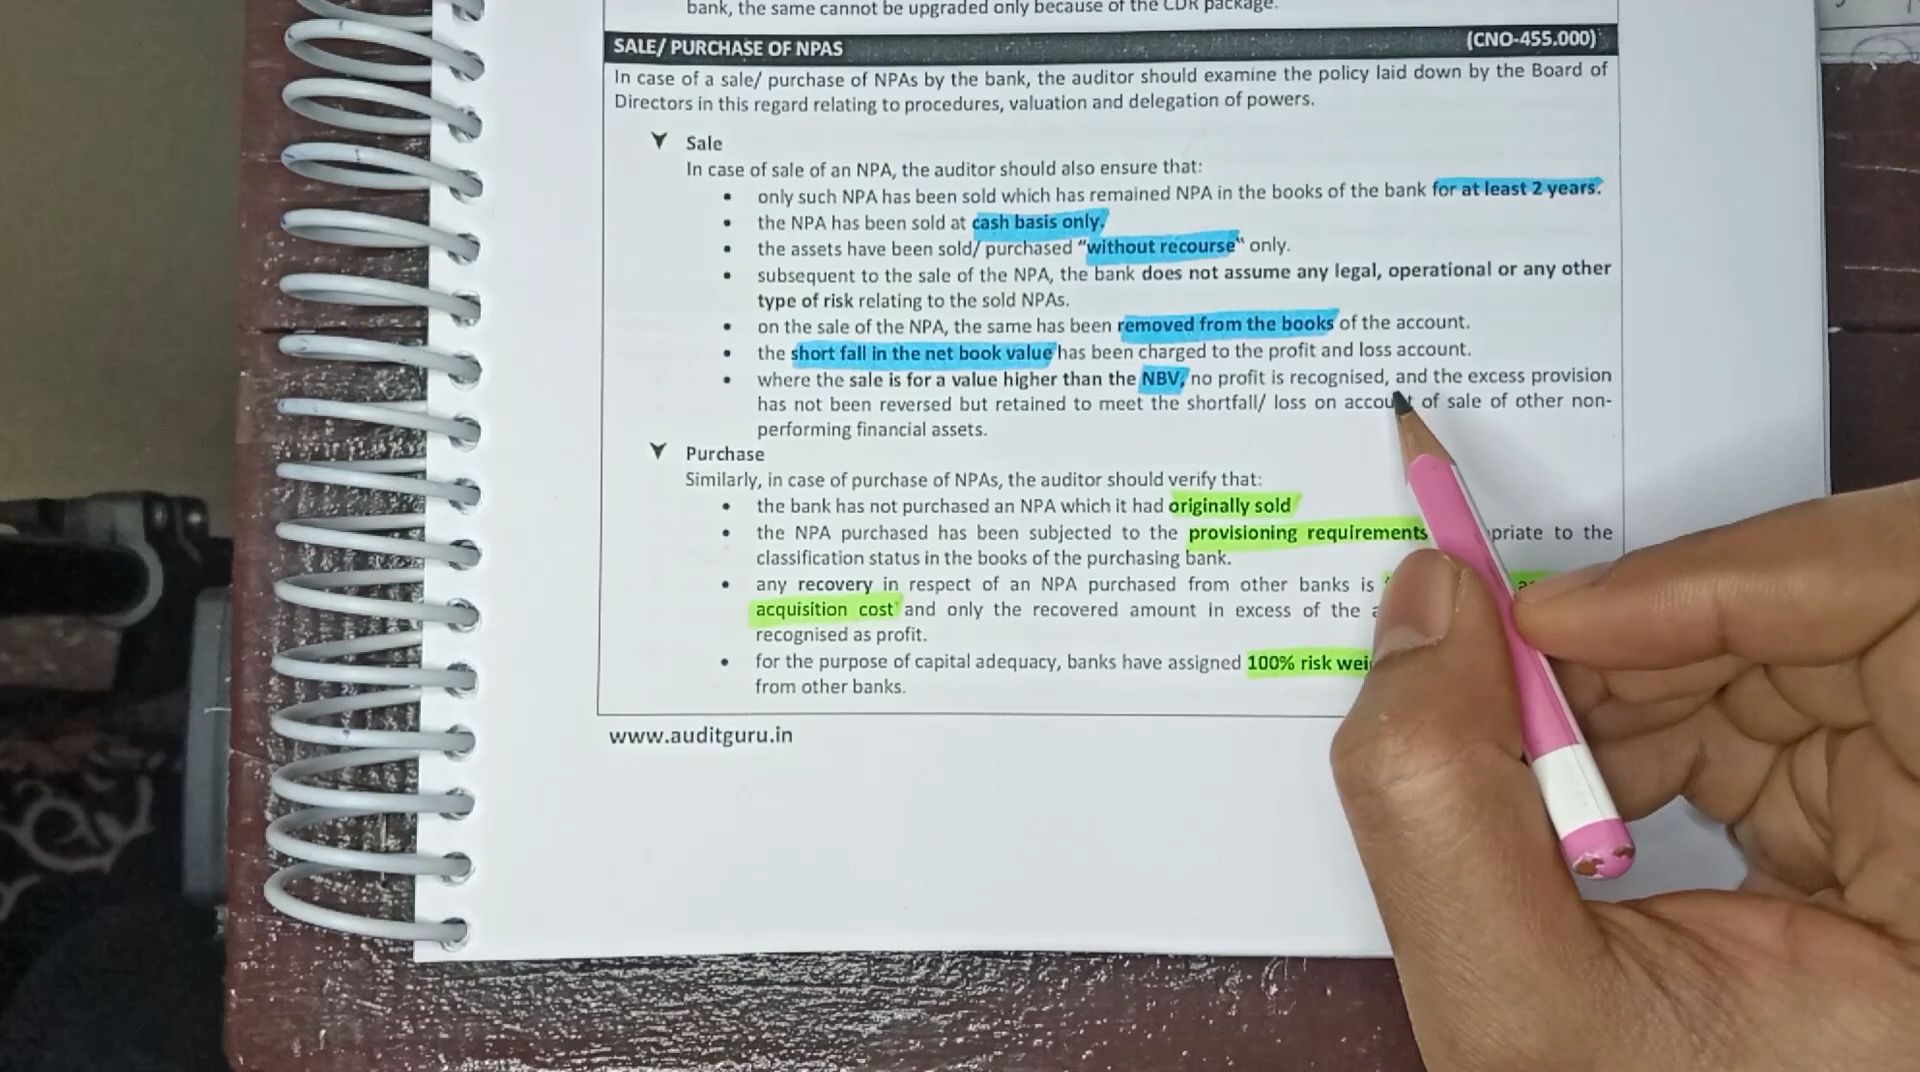 bank, the same cannot be upgraded only because of the CDR package.
SALE/ PURCHASE OF NPAS (CNO-455.000)
In case of a sale/ purchase of NPAs by the bank, the auditor should examine the policy laid down by the Board of
Directors in this regard relating to procedures, valuation and delegation of powers.
Sale
In case of sale of an NPA, the auditor should also ensure that:
• only such NPA has been sold which has remained NPA in the books of the bank for at least 2 years.
• the NPA has been sold at cash basis only.
• the assets have been sold/ purchased “without recourse" only.
• subsequent to the sale of the NPA, the bank does not assume any legal, operational or any other
type of risk relating to the sold NPAs.
• on the sale of the NPA, the same has been removed from the books of the account.
• the short fall in the net book value has been charged to the profit and loss account.
• where the sale is for a value higher than the NBV, no profit is recognised, and the excess provision
has not been reversed but retained to meet the shortfall/ loss on account of sale of other non-
performing financial assets.
Purchase
Similarly, in case of purchase of NPAs, the auditor should verify that:
• the bank has not purchased an NPA which it had originally sold
• the NPA purchased has been subjected to the provisioning requirements priate to the
classification status in the books of the purchasing bank.
• any recovery in respect of an NPA purchased from other banks is
acquisition cost' and only the recovered amount in excess of the
recognised as profit.
• for the purpose of capital adequacy, banks have assigned 100% risk wei
from other banks.
www.auditguru.in